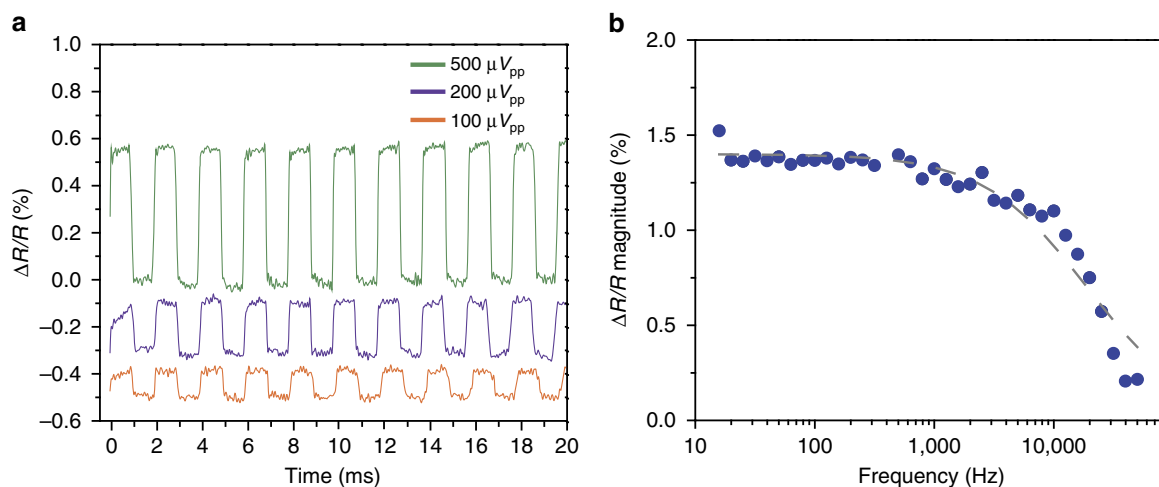 a
1.0
0.8
0.6
0.4
0.2
0.0
−0.2
−0.4
−0.6
ΔR/R (%)
500 μVpp
200 μVpp
100 μVpp
0 2 4 6 8 10 12 14 16 18 20
Time (ms)
b
2.0
1.5
1.0
0.5
0.0
ΔR/R magnitude (%)
10 100 1,000 10,000
Frequency (Hz)